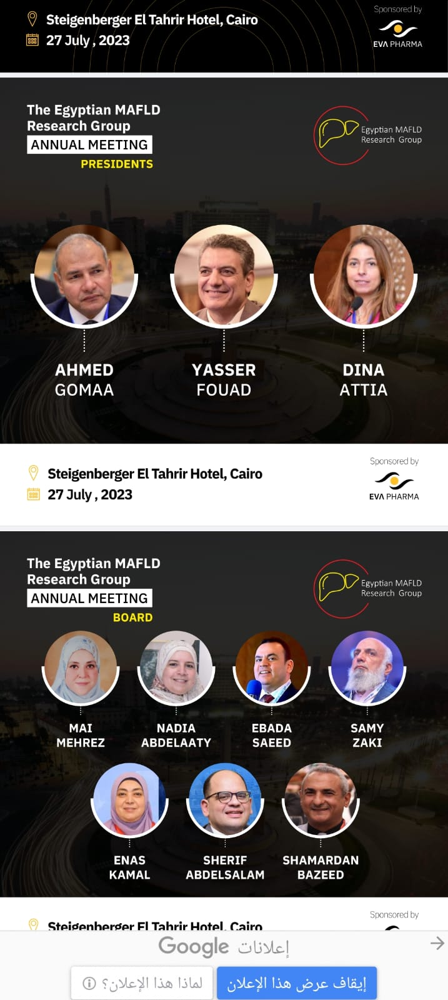 Steigenberger El Tahrir Hotel, Cairo
27 July , 2023
Sponsored by
EVA PHARMA
The Egyptian MAFLD
Research Group
ANNUAL MEETING
PRESIDENTS
Egyptian MAFLD
Research Group
AHMED
GOMAA
YASSER
FOUAD
DINA
ATTIA
Steigenberger El Tahrir Hotel, Cairo
27 July , 2023
Sponsored by
EVA PHARMA
The Egyptian MAFLD
Research Group
ANNUAL MEETING
BOARD
Egyptian MAFLD
Research Group
MAI
MEHREZ
NADIA
ABDELAATY
EBADA
SAEED
SAMY
ZAKI
ENAS
KAMAL
SHERIF
ABDELSALAM
SHAMARDAN
BAZEED
Steigenberger El Tahrir Hotel, Cairo
Sponsored by
إعلانات Google
إيقاف عرض هذا الإعلان
لماذا هذا الإعلان؟